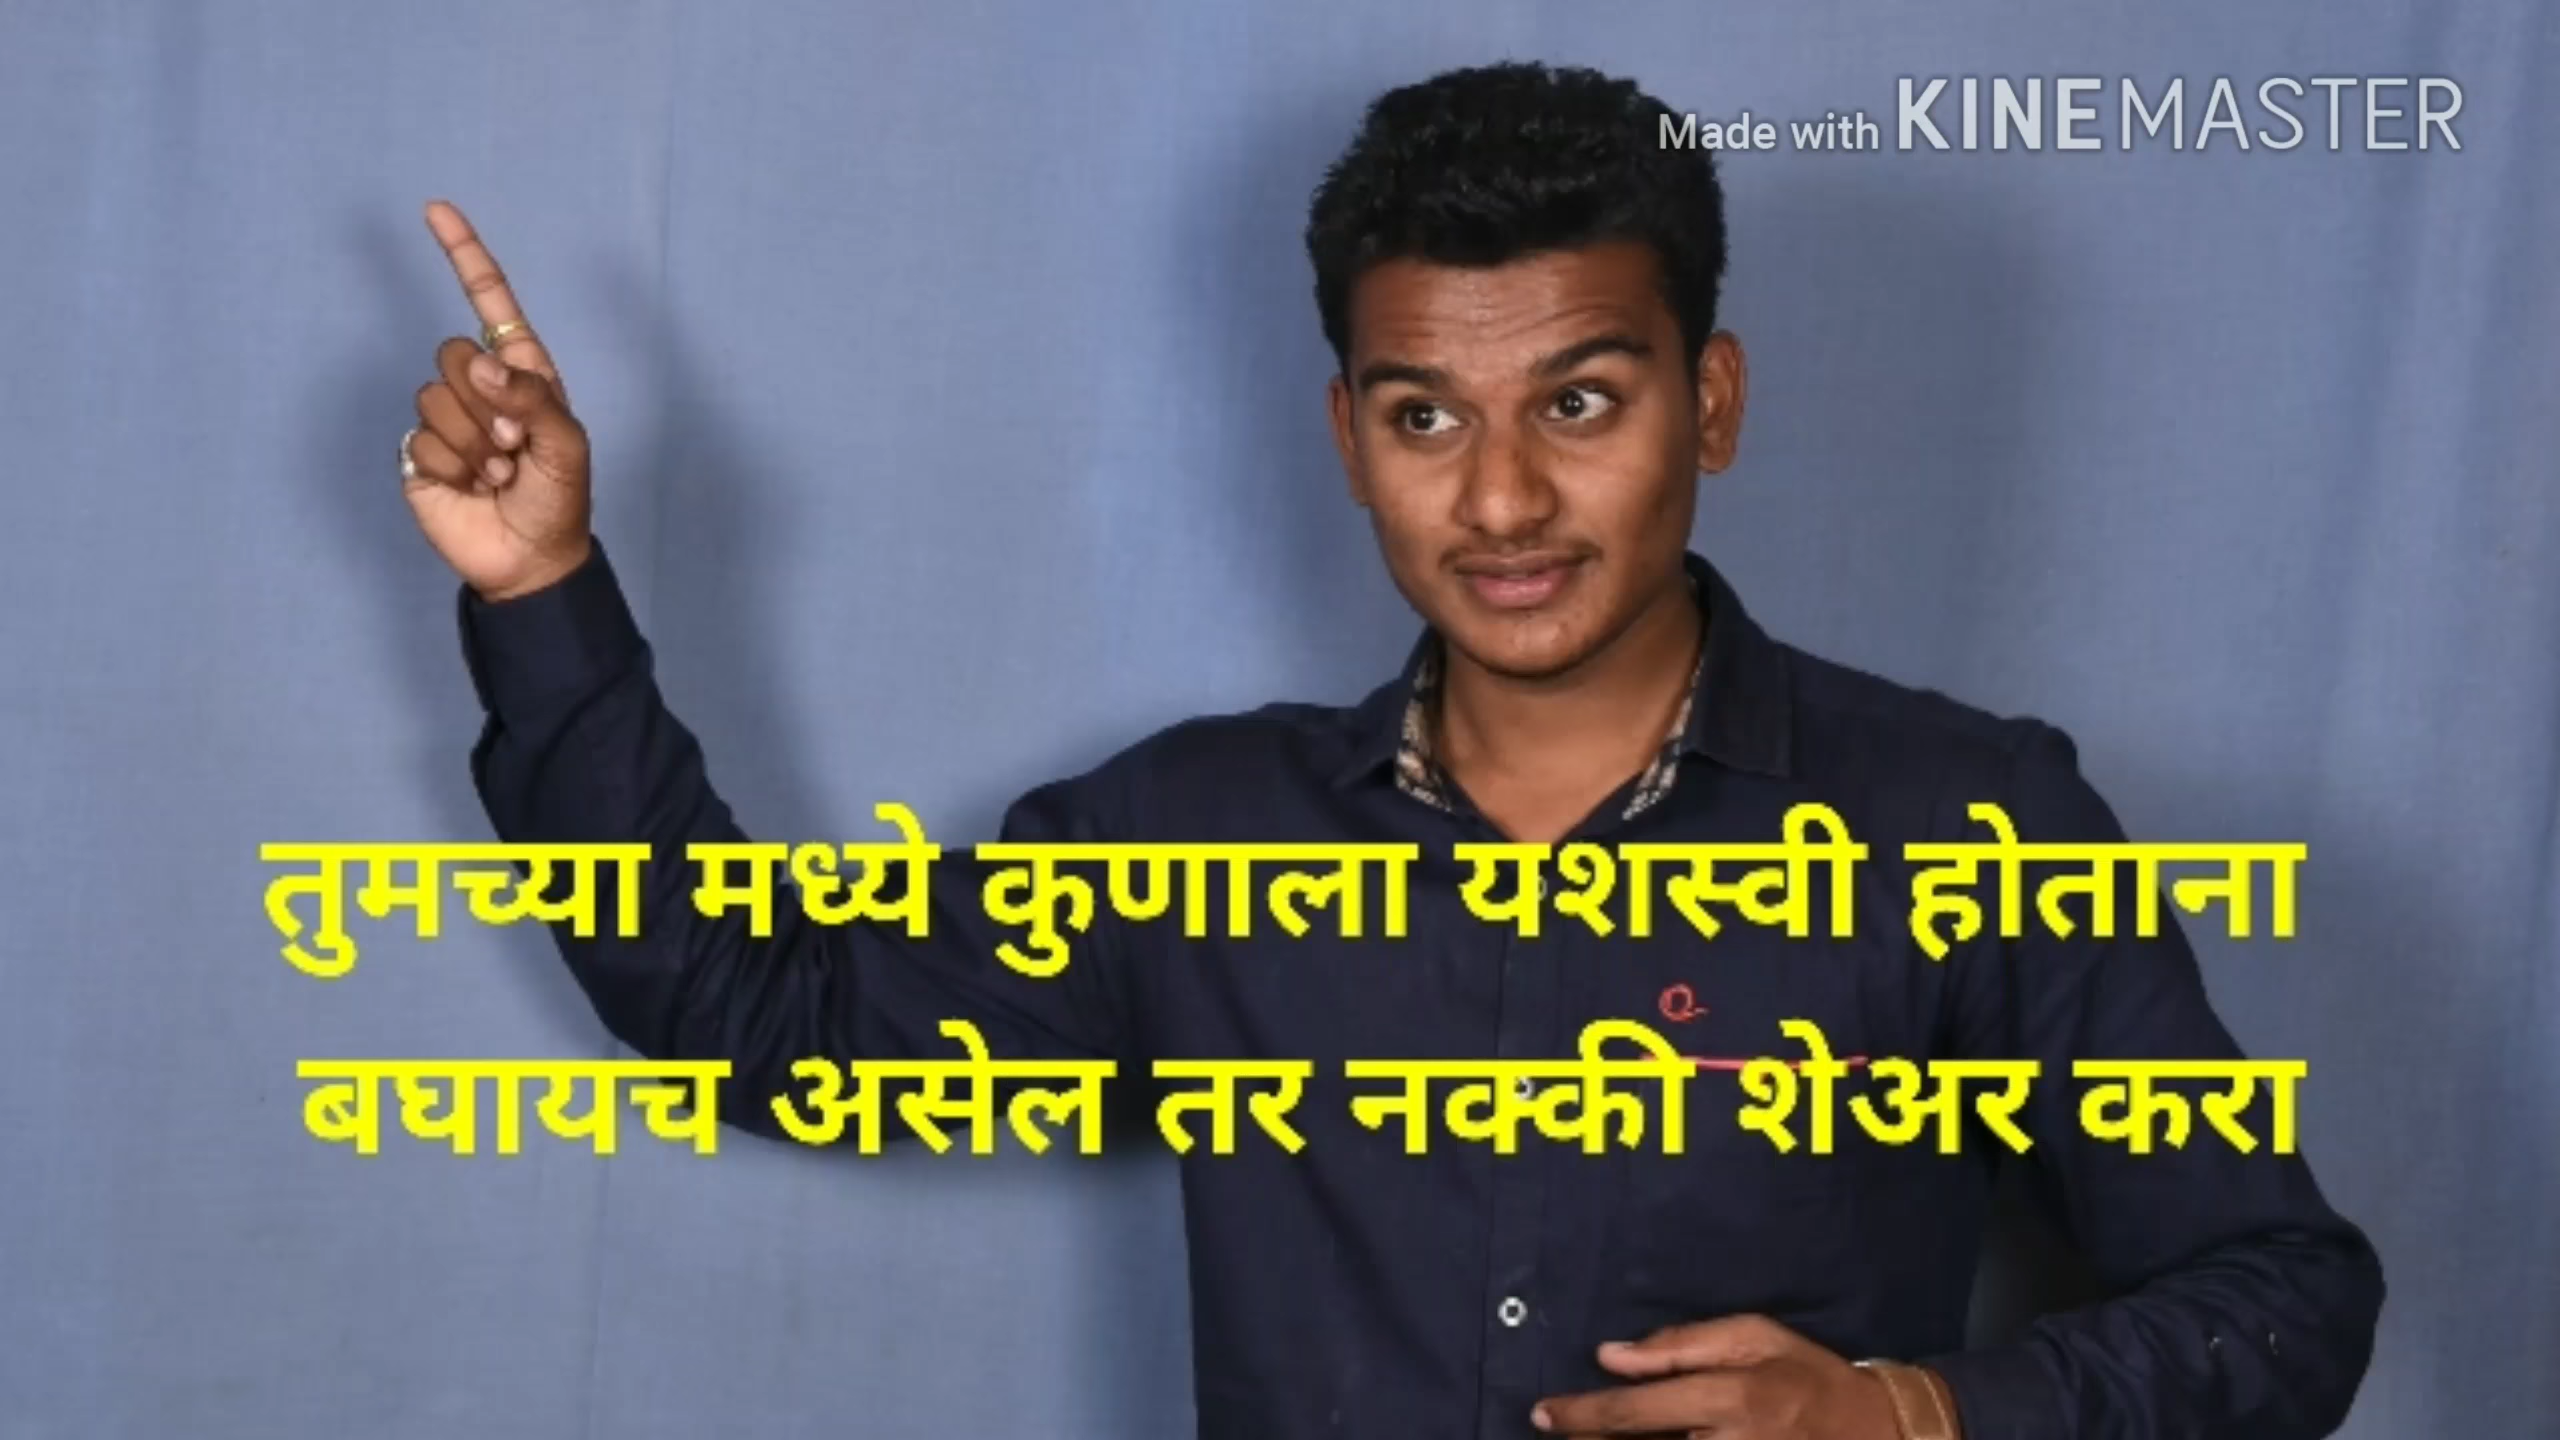 Made with KINEMASTER
तुमच्या मध्ये कुणाला यशस्वी होताना
बघायच असेल तर नक्की शेअर करा